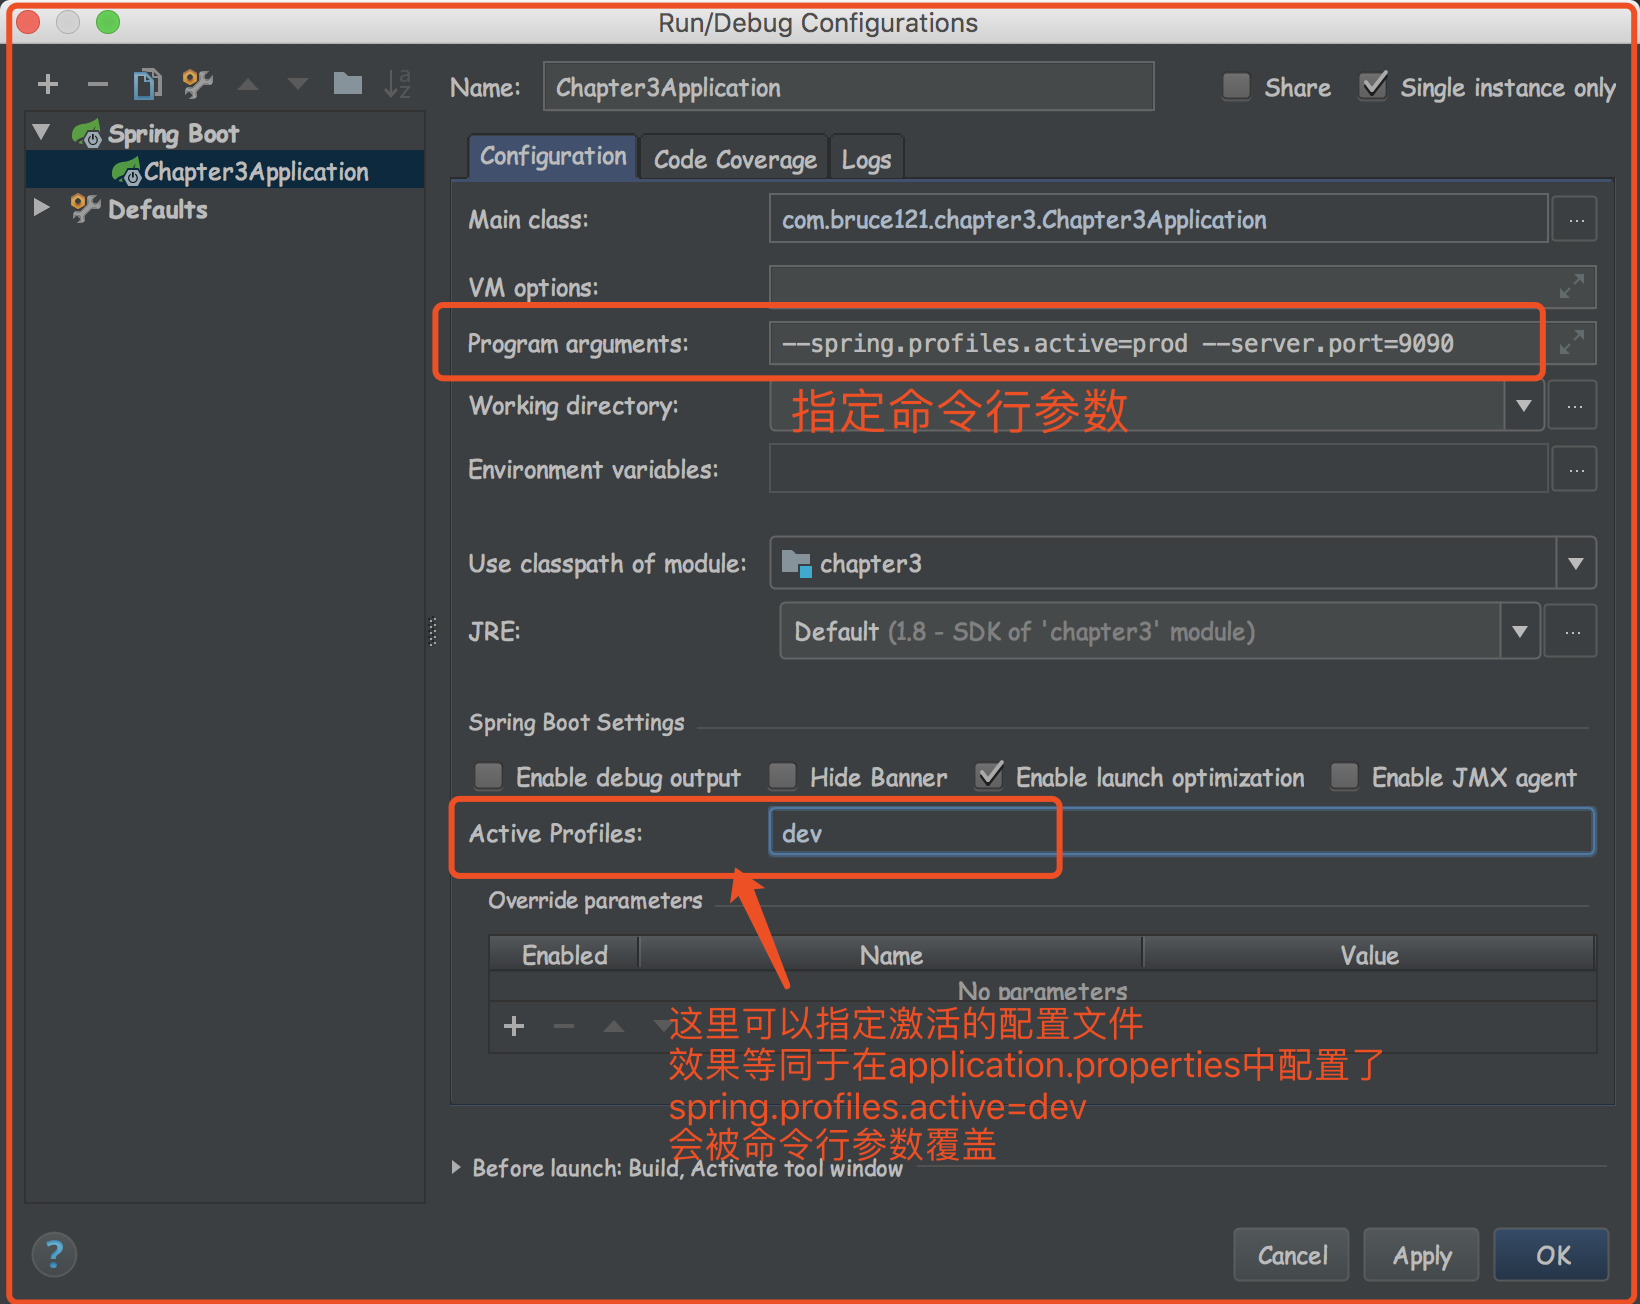 Run/Debug Configurations
Name: Chapter3Application Share Single instance only
Spring Boot
Chapter3Application
Defaults
Configuration Code Coverage Logs
Main class: com.bruce121.chapter3.Chapter3Application ...
VM options:
Program arguments: --spring.profiles.active=prod --server.port=9090
指定命令行参数
Working directory: ...
Environment variables: ...
Use classpath of module: chapter3
JRE: Default (1.8 - SDK of 'chapter3' module) ...
Spring Boot Settings
Enable debug output Hide Banner Enable launch optimization Enable JMX agent
Active Profiles: dev
Override parameters
Enabled Name Value
No parameters
这里可以指定激活的配置文件
效果等同于在application.properties中配置了
spring.profiles.active=dev
会被命令行参数覆盖
Before launch: Build, Activate tool window
? Cancel Apply OK